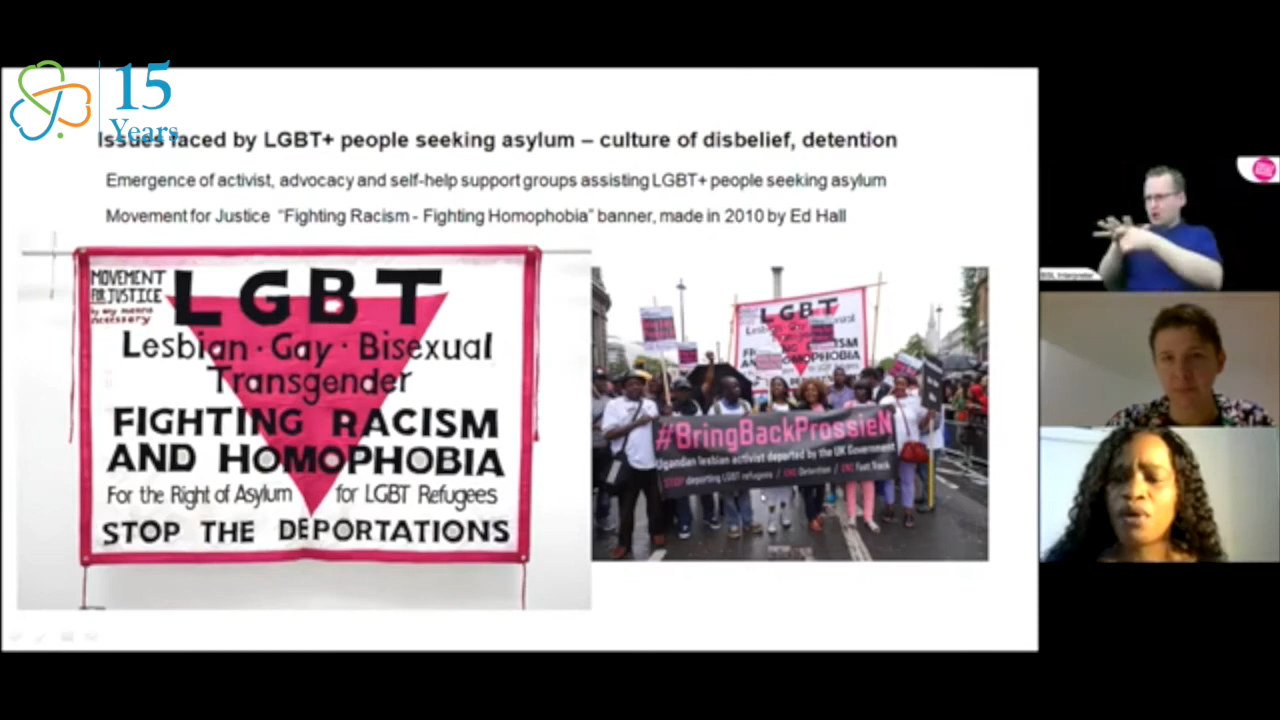 15
Years
Issues faced by LGBT+ people seeking asylum – culture of disbelief, detention
Emergence of activist, advocacy and self-help support groups assisting LGBT+ people seeking asylum
Movement for Justice "Fighting Racism - Fighting Homophobia" banner, made in 2010 by Ed Hall
MOVEMENT
FOR JUSTICE
by any means
necessary
LGBT
Lesbian · Gay · Bisexual
Transgender
FIGHTING RACISM
AND HOMOPHOBIA
For the Right of Asylum for LGBT Refugees
STOP THE DEPORTATIONS
LGBT
#BringBackProssieN
Ugandan lesbian activist deported by the UK Government
STOP deporting LGBT refugees / END Detention / END Fast Track
BSL Interpreter